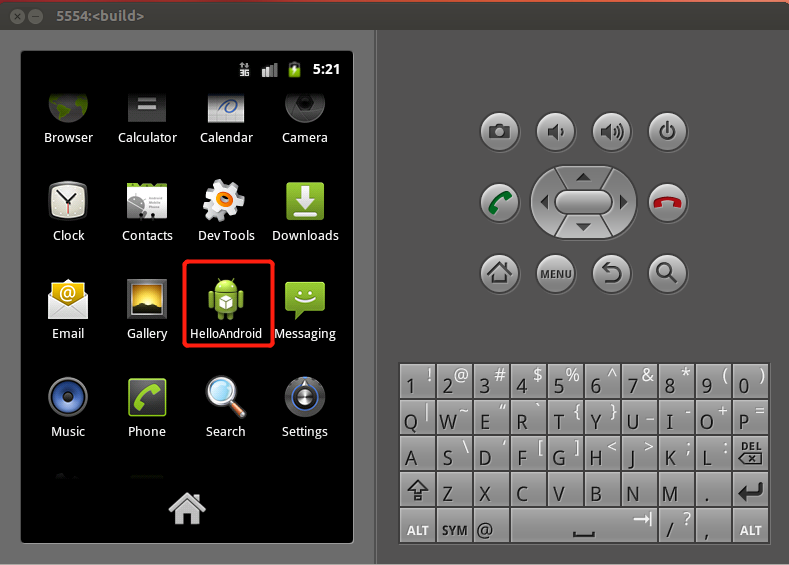 5554:<build>
3G 5:21
Browser Calculator Calendar Camera
Clock Contacts Dev Tools Downloads
Email Gallery HelloAndroid Messaging
Music Phone Search Settings
MENU
1 ! 2 @ 3 # 4 $ 5 % 6 ^ 7 & 8 * 9 ( 0 )
Q | W ~ E “ R ` T { Y } U _ I - O + P =
A S \ D ‘ F [ G ] H < J > K ; L : DEL
Z X C V B N M .
ALT SYM @ / ? , ALT